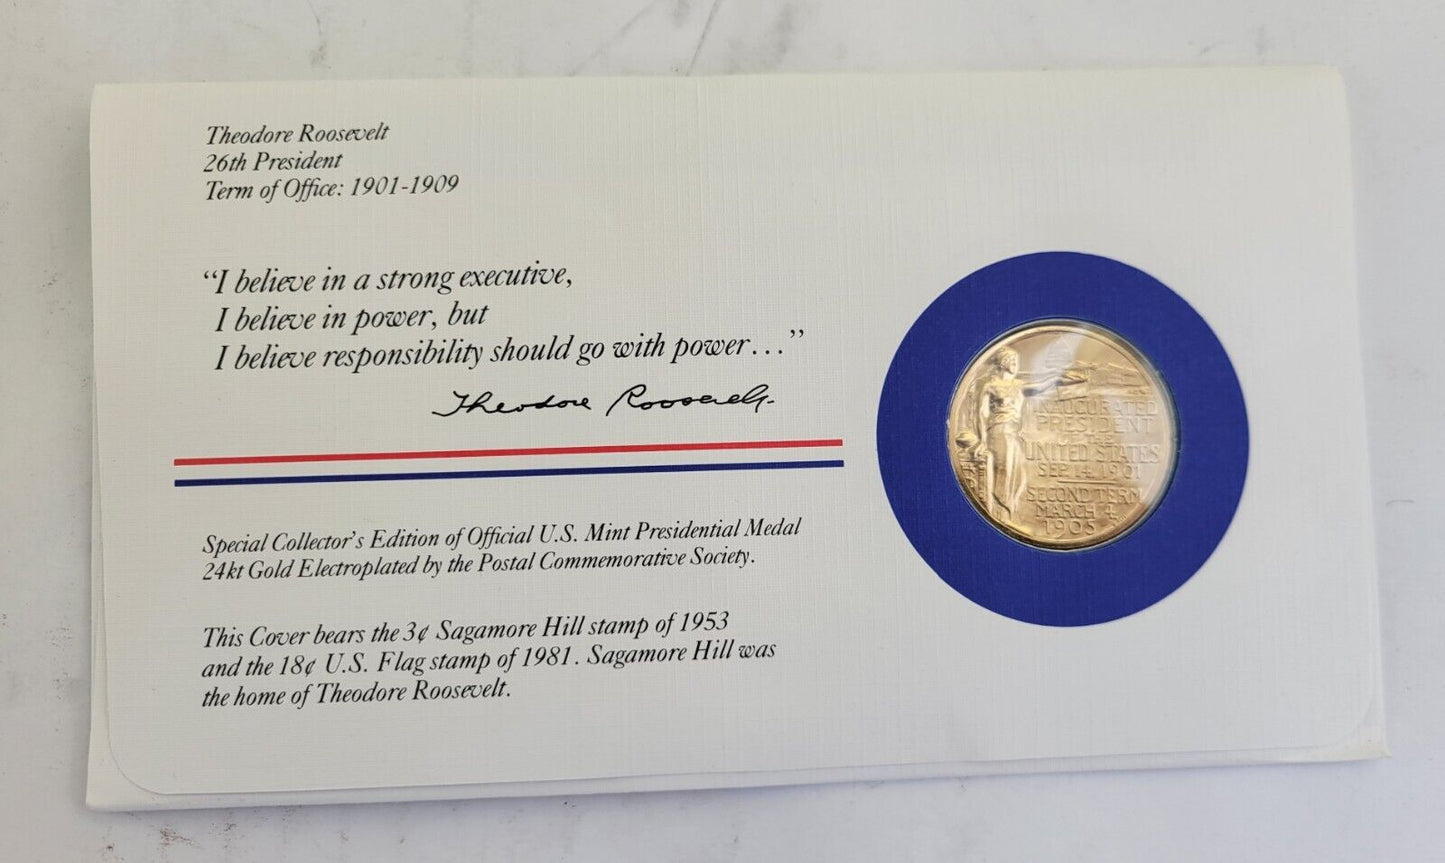 Theodore Roosevelt
26th President
Term of Office: 1901-1909
“I believe in a strong executive,
I believe in power, but
I believe responsibility should go with power...”
Theodore Roosevelt.
Special Collector's Edition of Official U.S. Mint Presidential Medal
24kt Gold Electroplated by the Postal Commemorative Society.
This Cover bears the 3¢ Sagamore Hill stamp of 1953
and the 18¢ U.S. Flag stamp of 1981. Sagamore Hill was
the home of Theodore Roosevelt.
INAUGURATED
PRESIDENT
OF THE
UNITED STATES
SEP. 14. 1901
SECOND TERM
MARCH 4
1905